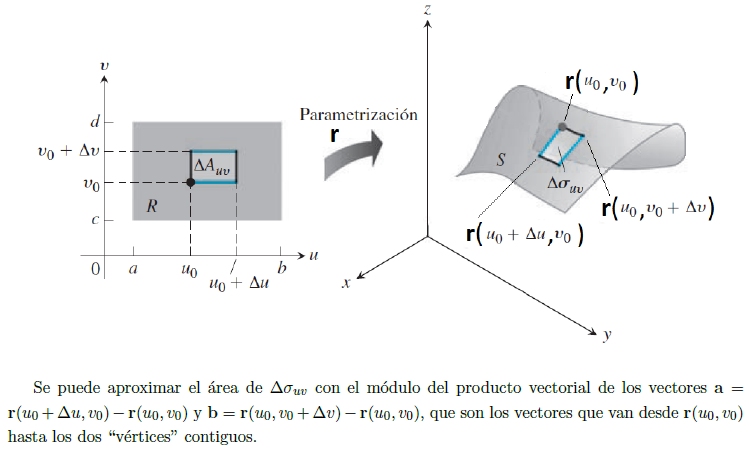 z
v
r( u₀,v₀ )
d
Parametrización
r
v₀ + Δv
ΔA_uv
S
v₀
Δσ_uv
r( u₀,v₀ + Δv)
R
c
r( u₀ + Δu,v₀ )
u
0
a
u₀
b
u₀ + Δu
x
y
Se puede aproximar el área de Δσ_uv con el módulo del producto vectorial de los vectores a =
r(u₀ + Δu, v₀) − r(u₀, v₀) y b = r(u₀, v₀ + Δv) − r(u₀, v₀), que son los vectores que van desde r(u₀, v₀)
hasta los dos “vértices” contiguos.